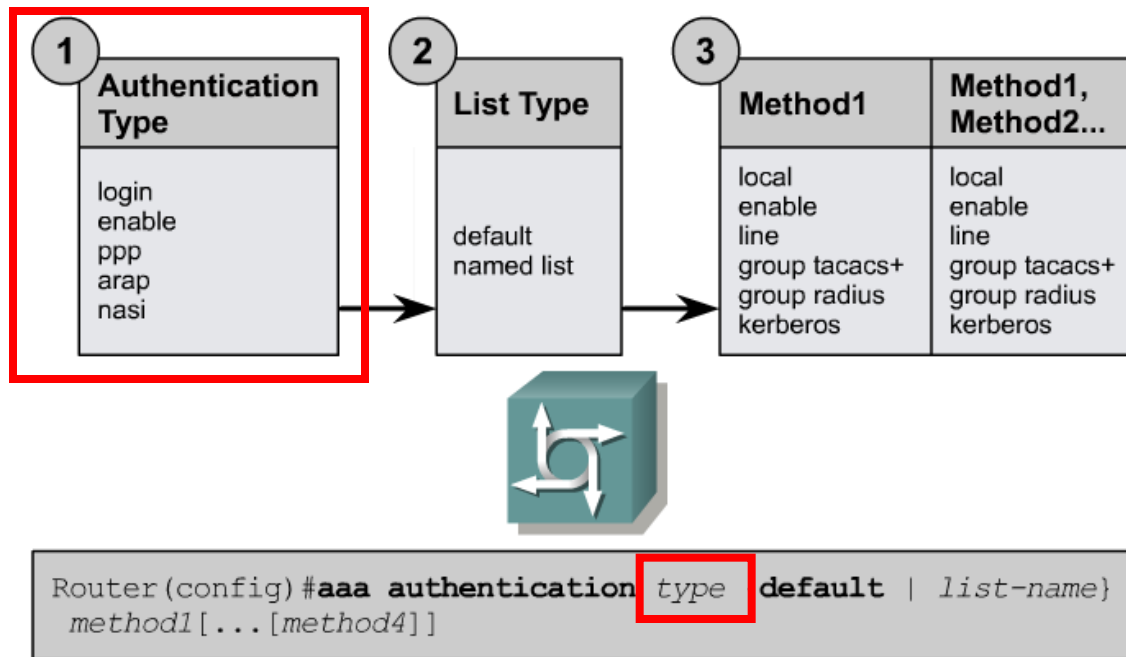 1
Authentication
Type
login
enable
ppp
arap
nasi
2
List Type
default
named list
3
Method1
local
enable
line
group tacacs+
group radius
kerberos
Method1,
Method2...
local
enable
line
group tacacs+
group radius
kerberos
Router(config)#aaa authentication type default | list-name}
method1[...[method4]]